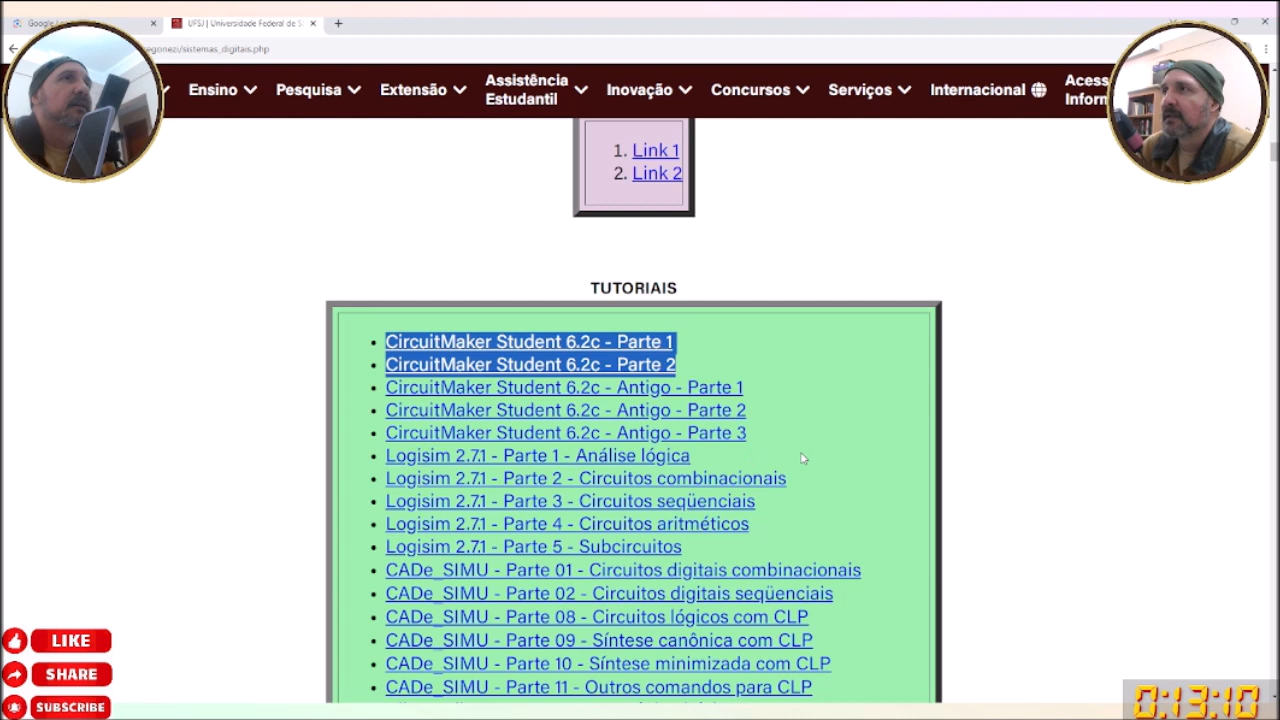 Google
UFSJ | Universidade Federal de S
egonezi/sistemas_digitais.php
Ensino
Pesquisa
Extensão
Assistência
Estudantil
Inovação
Concursos
Serviços
Internacional
Acess
Inform
1. Link 1
2. Link 2
TUTORIAIS
• CircuitMaker Student 6.2c - Parte 1
• CircuitMaker Student 6.2c - Parte 2
• CircuitMaker Student 6.2c - Antigo - Parte 1
• CircuitMaker Student 6.2c - Antigo - Parte 2
• CircuitMaker Student 6.2c - Antigo - Parte 3
• Logisim 2.7.1 - Parte 1 - Análise lógica
• Logisim 2.7.1 - Parte 2 - Circuitos combinacionais
• Logisim 2.7.1 - Parte 3 - Circuitos seqüenciais
• Logisim 2.7.1 - Parte 4 - Circuitos aritméticos
• Logisim 2.7.1 - Parte 5 - Subcircuitos
• CADe_SIMU - Parte 01 - Circuitos digitais combinacionais
• CADe_SIMU - Parte 02 - Circuitos digitais seqüenciais
• CADe_SIMU - Parte 08 - Circuitos lógicos com CLP
• CADe_SIMU - Parte 09 - Síntese canônica com CLP
• CADe_SIMU - Parte 10 - Síntese minimizada com CLP
• CADe_SIMU - Parte 11 - Outros comandos para CLP
LIKE
SHARE
SUBSCRIBE
0:13:10